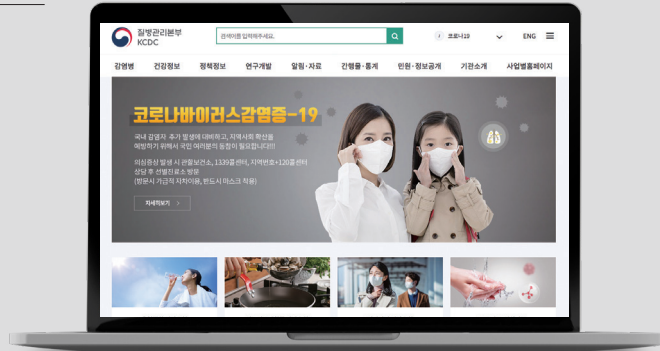 질병관리본부
KCDC
검색어를 입력해주세요.
코로나19
ENG
감염병 건강정보 정책정보 연구개발 알림·자료 간행물·통계 민원·정보공개 기관소개 사업별홈페이지
코로나바이러스감염증-19
국내 감염자 추가 발생에 대비하고, 지역사회 확산을
예방하기 위해서 국민 여러분의 동참이 필요합니다!!!
의심증상 발생 시 관할보건소, 1339콜센터, 지역번호+120콜센터
상담 후 선별진료소 방문
(방문시 가급적 자차이용, 반드시 마스크 착용)
자세히보기 >